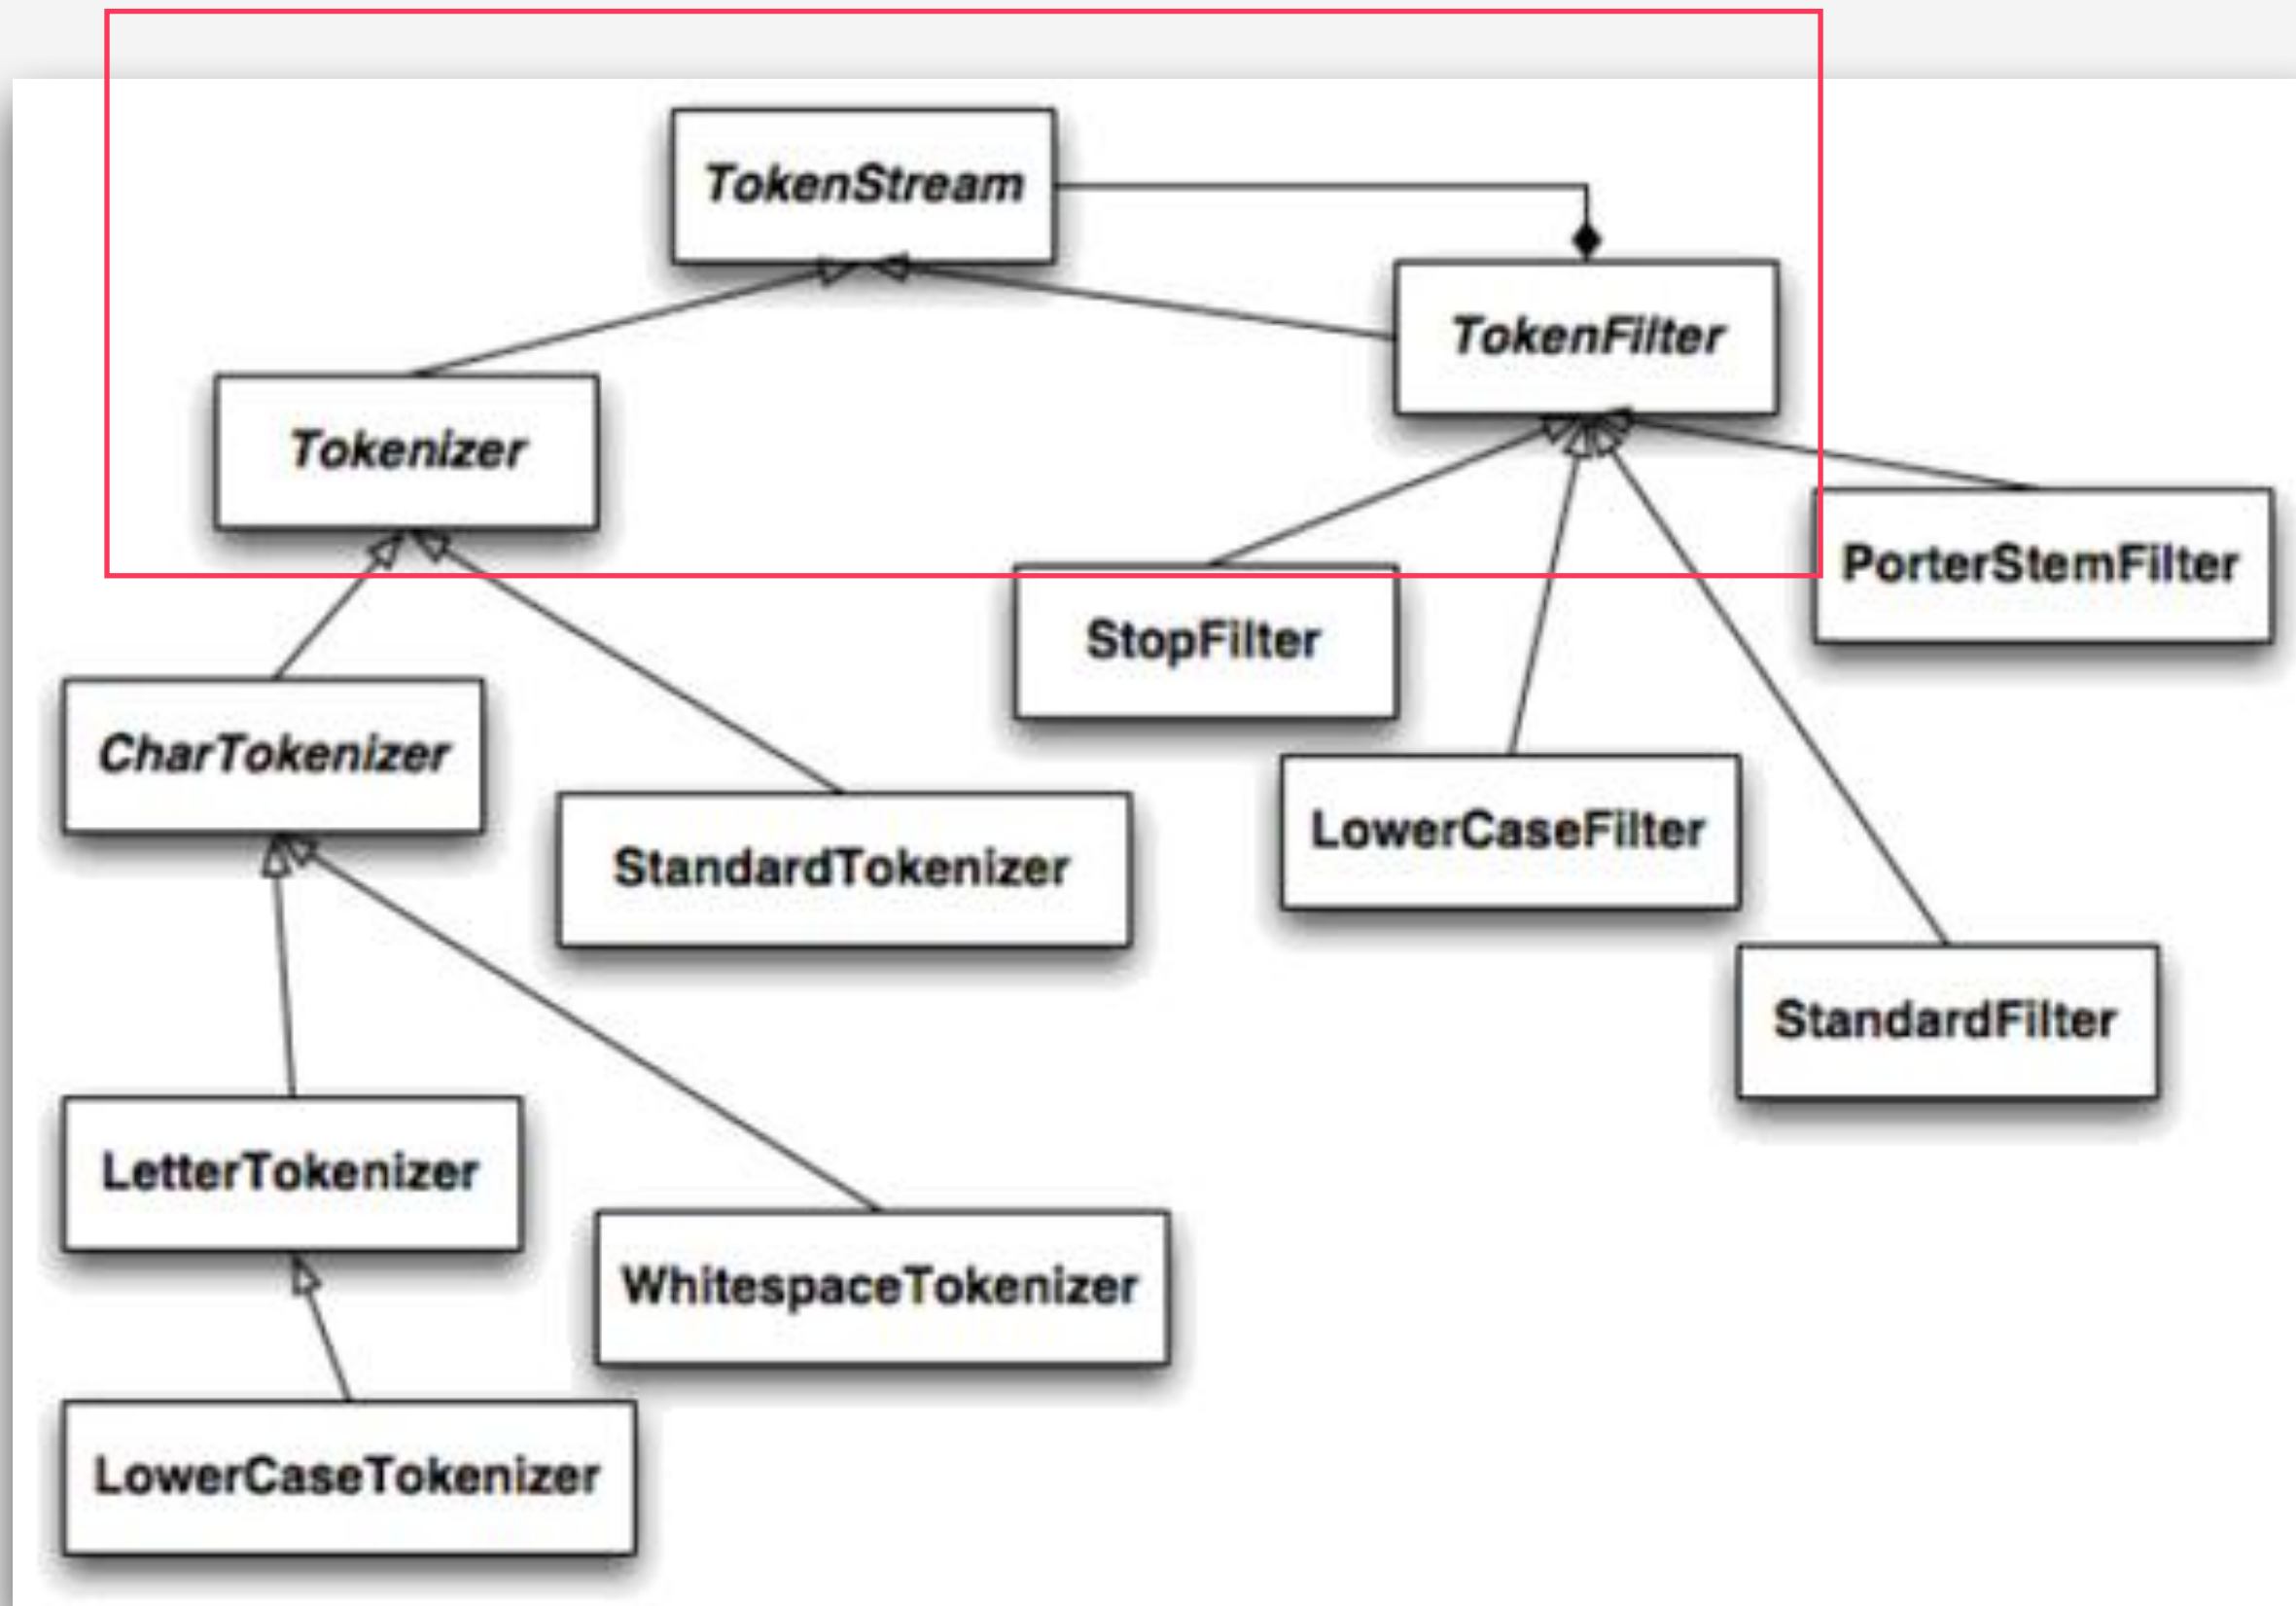 TokenStream
TokenFilter
Tokenizer
PorterStemFilter
StopFilter
CharTokenizer
LowerCaseFilter
StandardTokenizer
StandardFilter
LetterTokenizer
WhitespaceTokenizer
LowerCaseTokenizer